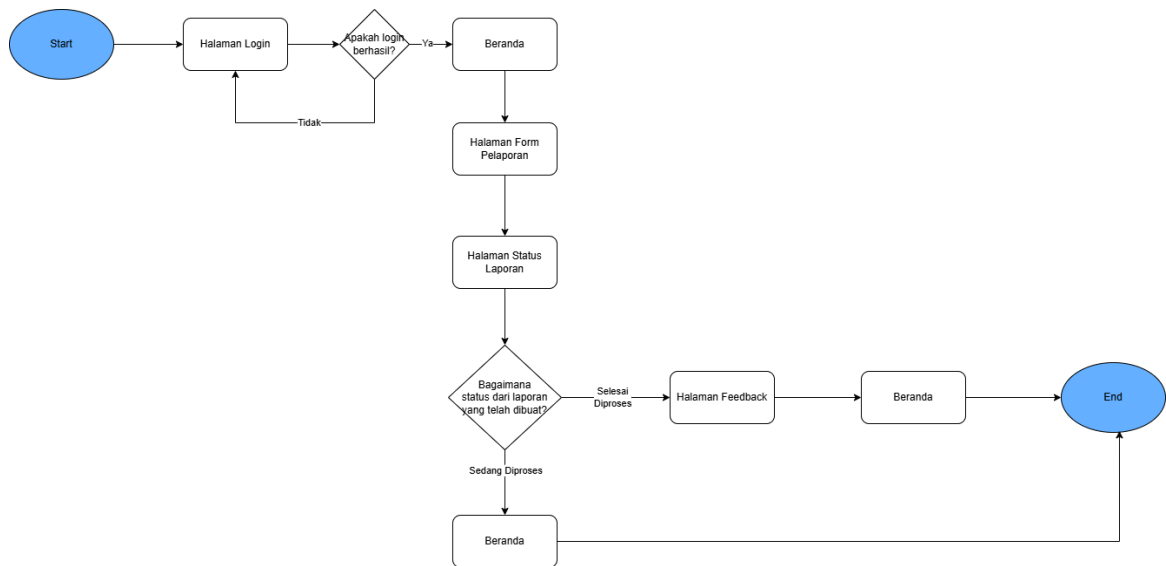 Start
Halaman Login
Apakah login
berhasil?
Ya
Beranda
Tidak
Halaman Form
Pelaporan
Halaman Status
Laporan
Bagaimana
status dari laporan
yang telah dibuat?
Selesai
Diproses
Halaman Feedback
Beranda
End
Sedang Diproses
Beranda